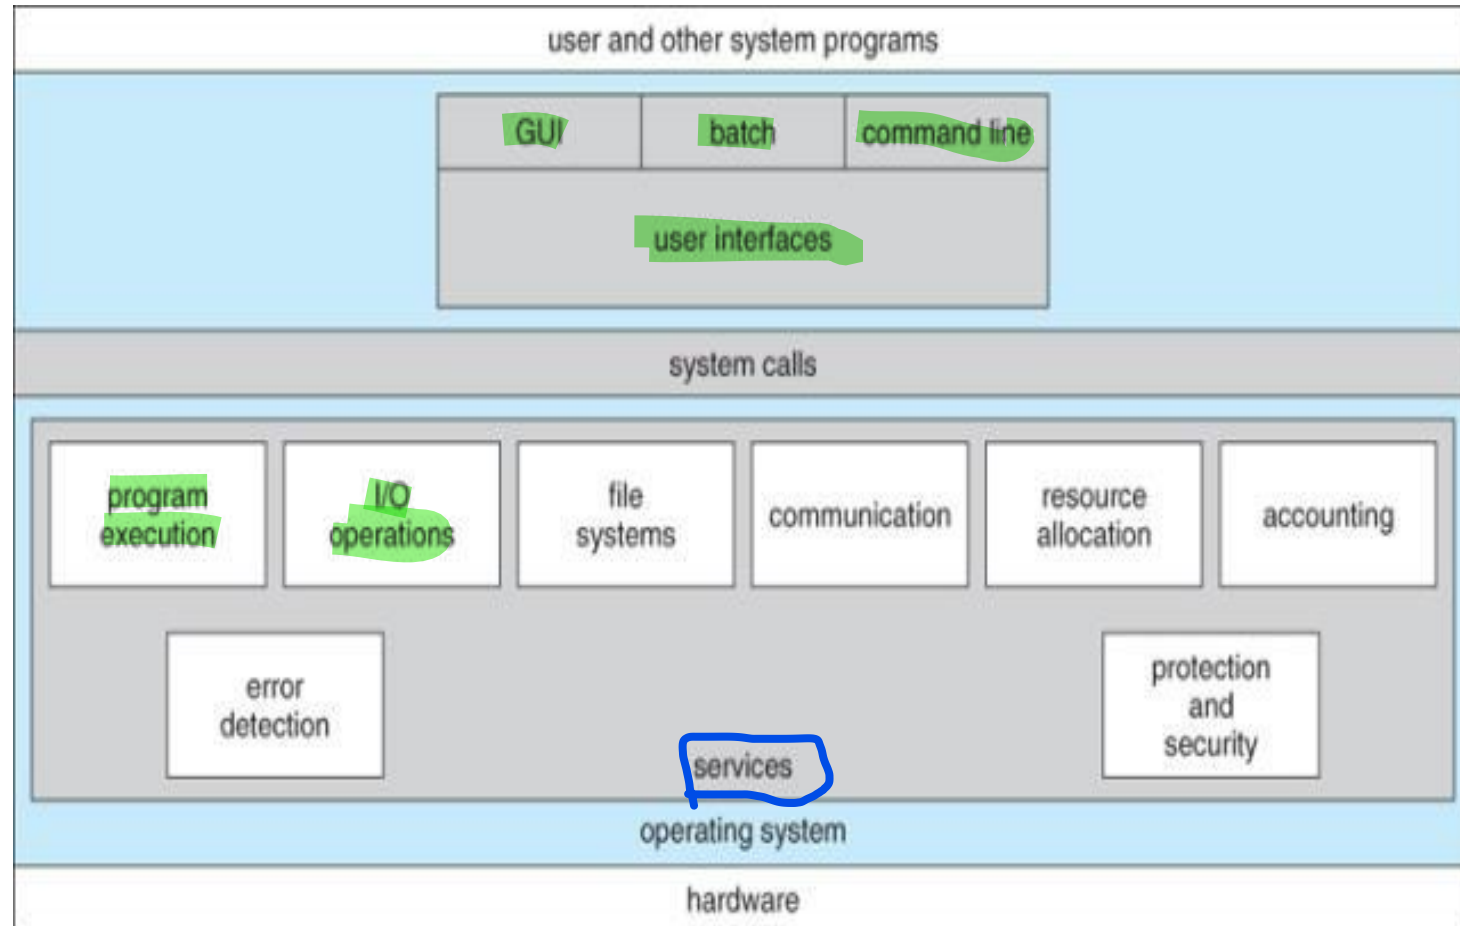 user and other system programs
GUI batch command line
user interfaces
system calls
program
execution
I/O
operations
file
systems
communication
resource
allocation
accounting
error
detection
protection
and
security
services
operating system
hardware